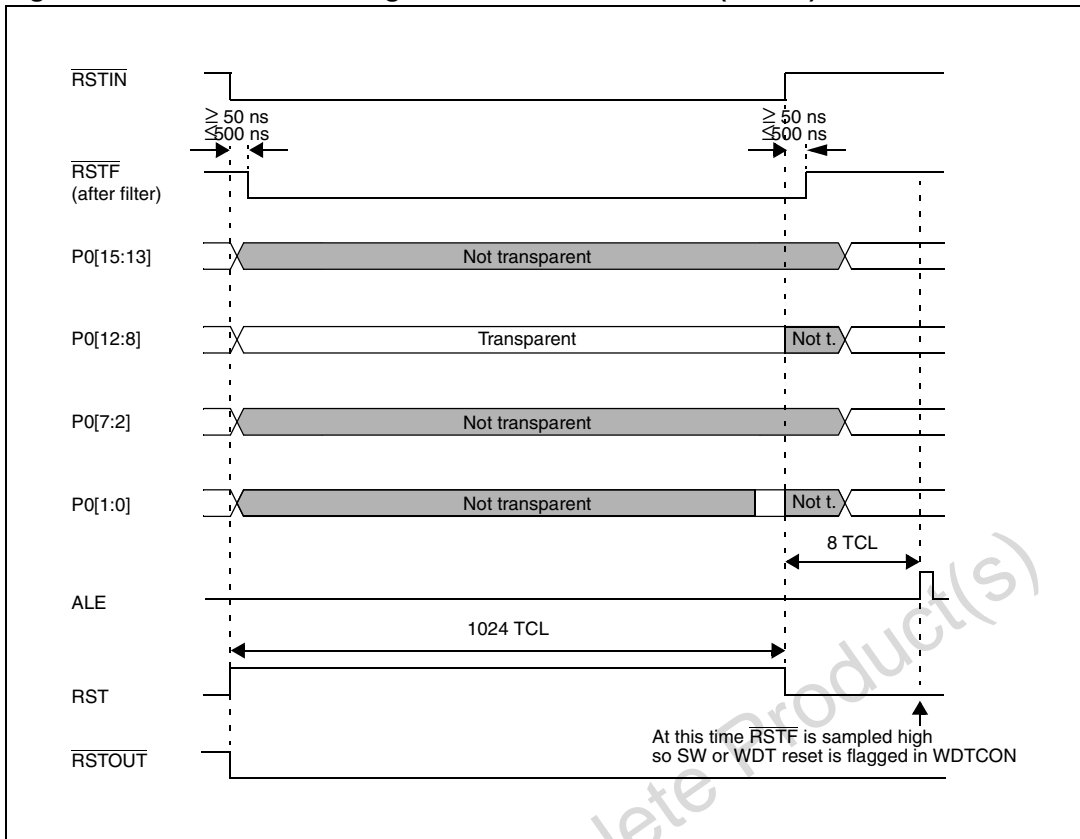 RSTIN
≥ 50 ns
≤500 ns
≥ 50 ns
≤500 ns
RSTF
(after filter)
P0[15:13]
Not transparent
P0[12:8]
Transparent
Not t.
P0[7:2]
Not transparent
P0[1:0]
Not transparent
Not t.
8 TCL
ALE
1024 TCL
RST
At this time RSTF is sampled high
so SW or WDT reset is flagged in WDTCON
RSTOUT
lete Product(s)